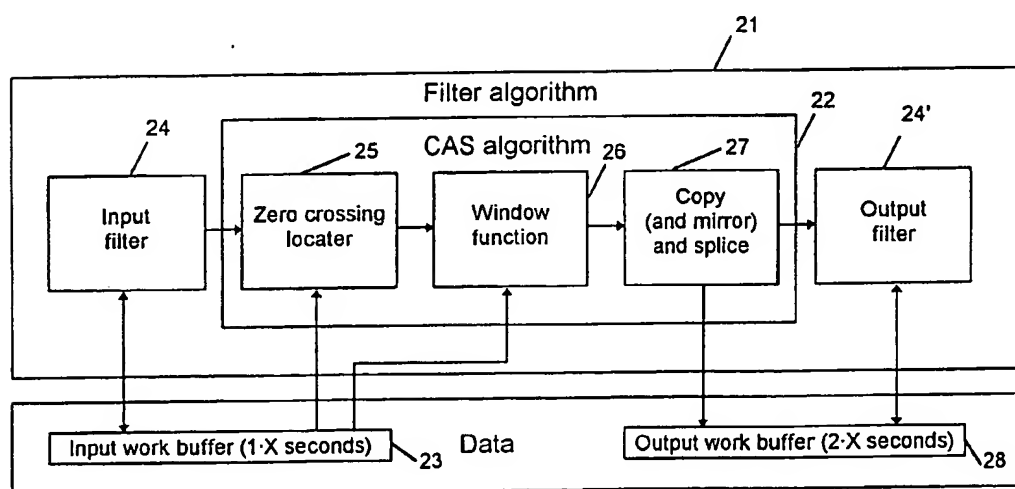 21
Filter algorithm
22
24'
24
CAS algorithm
25
26
27
Input
filter
Zero crossing
locater
Window
function
Copy
(and mirror)
and splice
Output
filter
Input work buffer (1·X seconds)
23
Data
Output work buffer (2·X seconds)
28